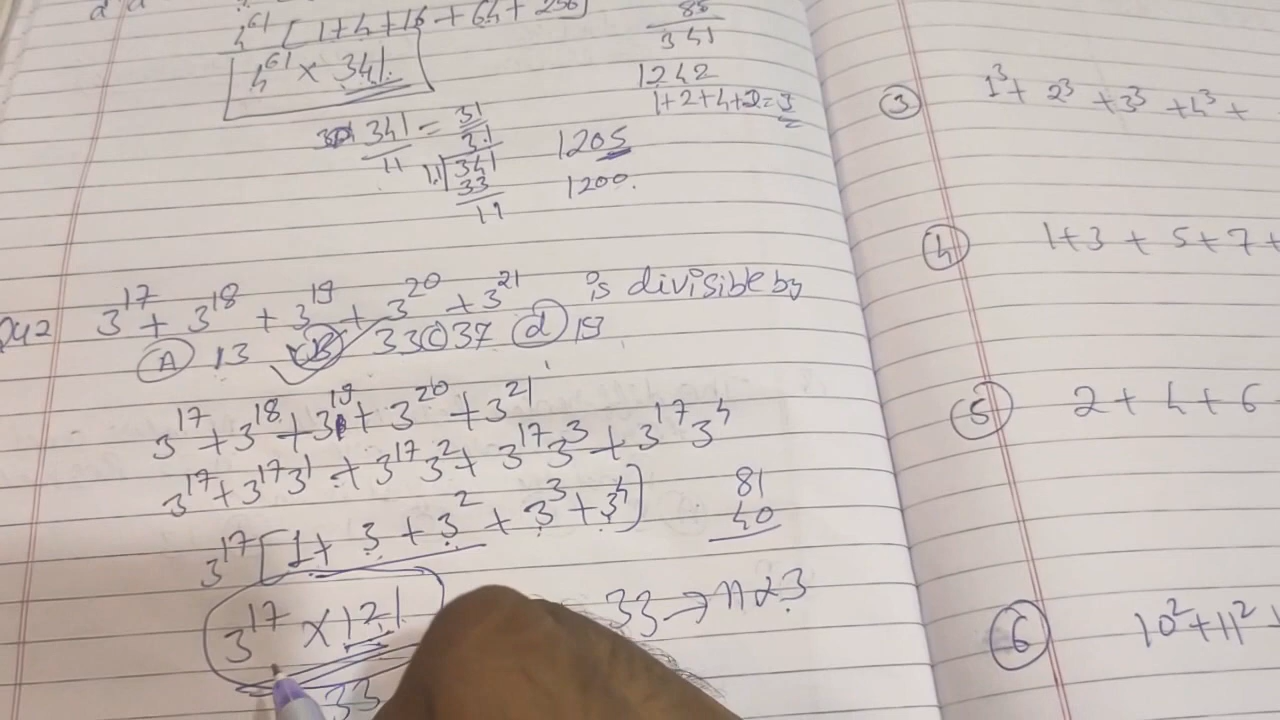 4^61 [1+4+16+64+256]
4^61 × 341
341/11 = 31
31
11)341
33
11
85
341
1242
1+2+4+2=3
1205
1200.
Q42 3^17 + 3^18 + 3^19 + 3^20 + 3^21 is divisible by
(A) 13 (B) 33 (C) 37 (d) 19
3^17 + 3^18 + 3^19 + 3^20 + 3^21
3^17 + 3^17 3^1 + 3^17 3^2 + 3^17 3^3 + 3^17 3^4
3^17 [1 + 3 + 3^2 + 3^3 + 3^4]
81
40
3^17 × 121
33 → 11 & 3
33
(3) 1^3 + 2^3 + 3^3 + 4^3 +
(4) 1+3 + 5+7+
(5) 2 + 4 + 6
(6) 10^2 + 11^2 +